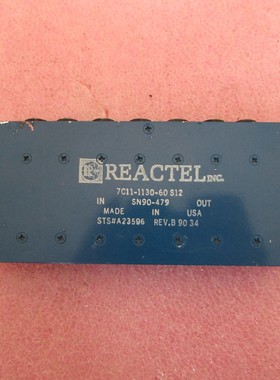 REACTEL INC.
7C11-1130-60 S12
IN SN90-479 OUT
MADE IN USA
STS#A23596 REV.B 90 34